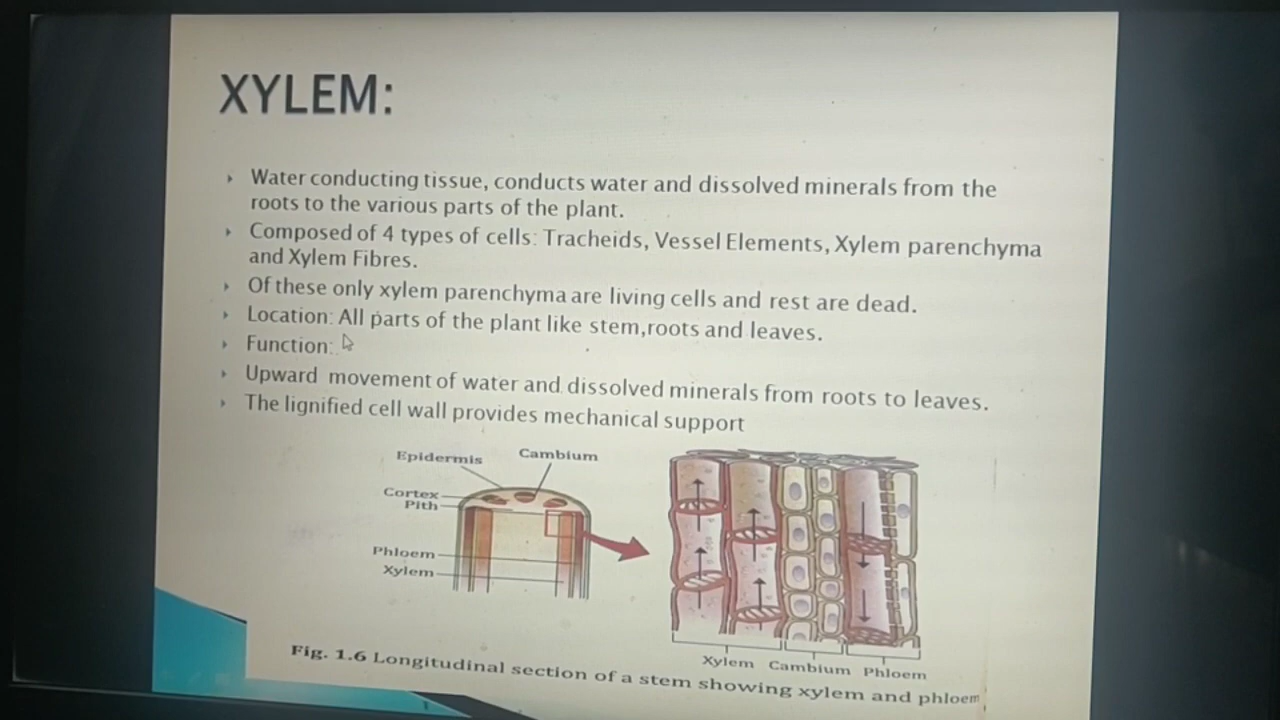 XYLEM:
Water conducting tissue, conducts water and dissolved minerals from the
roots to the various parts of the plant.
Composed of 4 types of cells: Tracheids, Vessel Elements, Xylem parenchyma
and Xylem Fibres.
Of these only xylem parenchyma are living cells and rest are dead.
Location: All parts of the plant like stem,roots and leaves.
Function:
Upward movement of water and dissolved minerals from roots to leaves.
The lignified cell wall provides mechanical support
Epidermis
Cambium
Cortex
Pith
Phloem
Xylem
Xylem Cambium Phloem
Fig. 1.6 Longitudinal section of a stem showing xylem and phloem